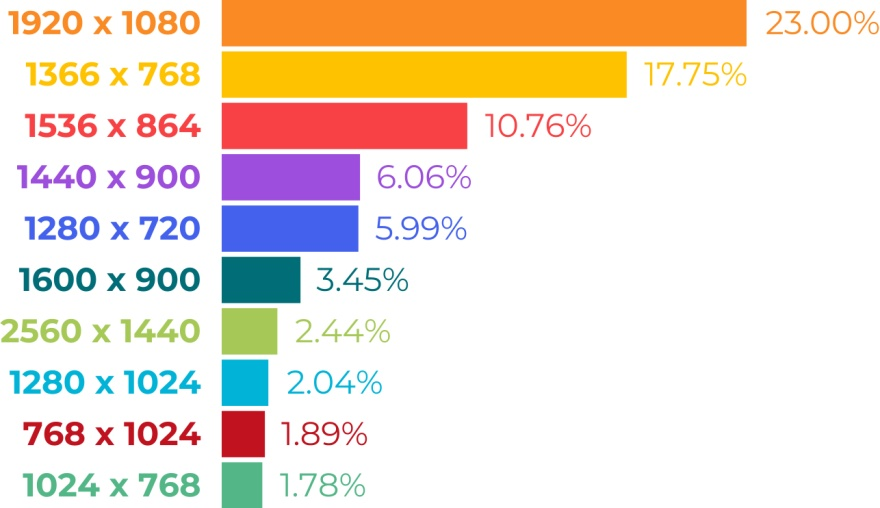 1920 x 1080 23.00%
1366 x 768 17.75%
1536 x 864 10.76%
1440 x 900 6.06%
1280 x 720 5.99%
1600 x 900 3.45%
2560 x 1440 2.44%
1280 x 1024 2.04%
768 x 1024 1.89%
1024 x 768 1.78%